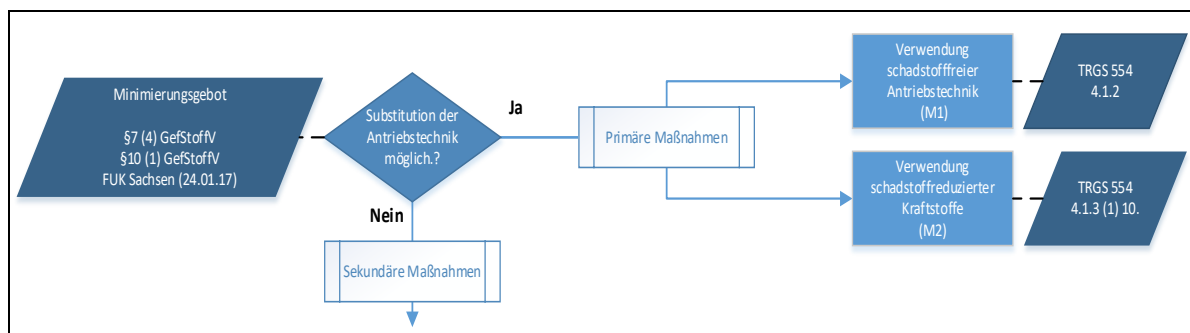 Minimierungsgebot
§7 (4) GefStoffV
§10 (1) GefStoffV
FUK Sachsen (24.01.17)
Substitution der
Antriebstechnik
möglich.?
Ja
Nein
Primäre Maßnahmen
Sekundäre Maßnahmen
Verwendung
schadstofffreier
Antriebstechnik
(M1)
TRGS 554
4.1.2
Verwendung
schadstoffreduzierter
Kraftstoffe
(M2)
TRGS 554
4.1.3 (1) 10.